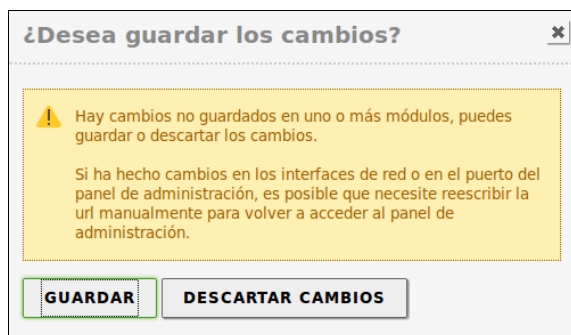 ¿Desea guardar los cambios?
Hay cambios no guardados en uno o más módulos, puedes
guardar o descartar los cambios.
Si ha hecho cambios en los interfaces de red o en el puerto del
panel de administración, es posible que necesite reescribir la
url manualmente para volver a acceder al panel de
administración.
GUARDAR
DESCARTAR CAMBIOS